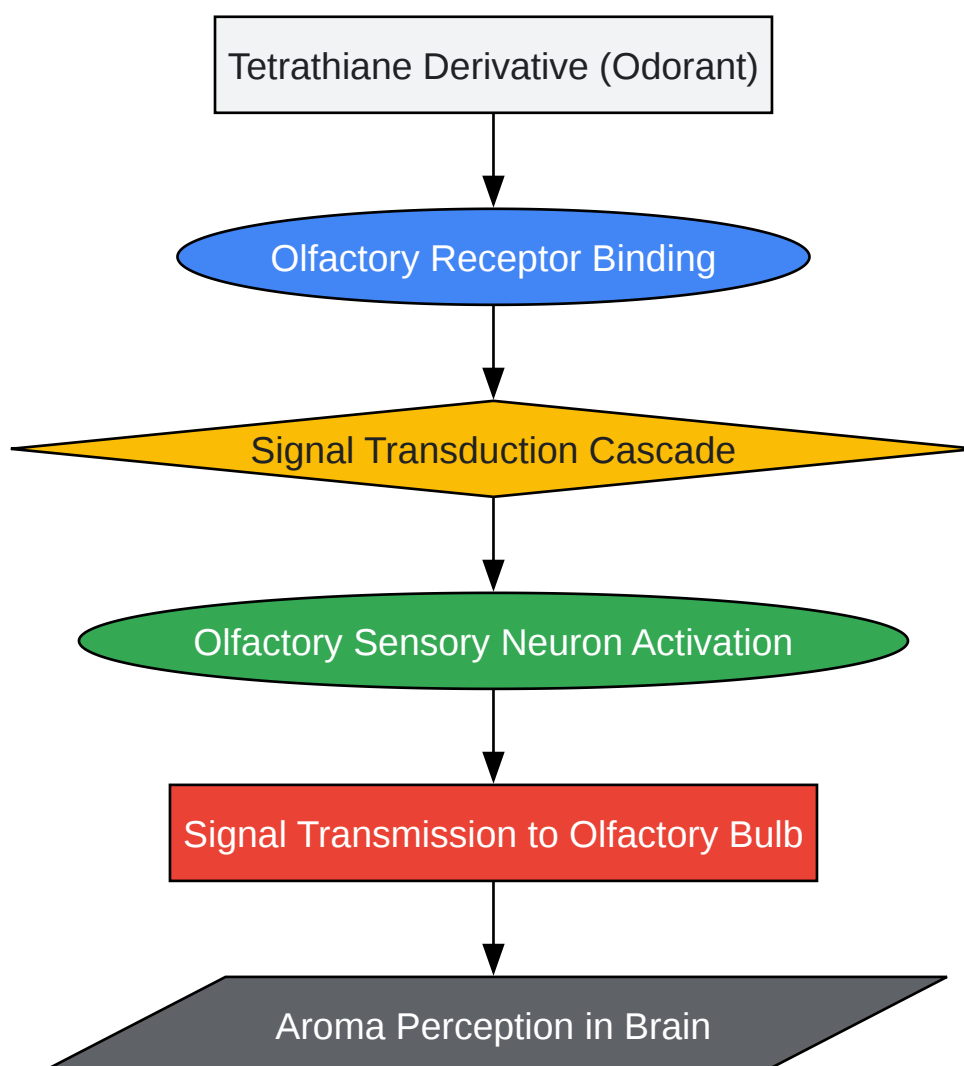 Tetrathiane Derivative (Odorant)
Olfactory Receptor Binding
Signal Transduction Cascade
Olfactory Sensory Neuron Activation
Signal Transmission to Olfactory Bulb
Aroma Perception in Brain